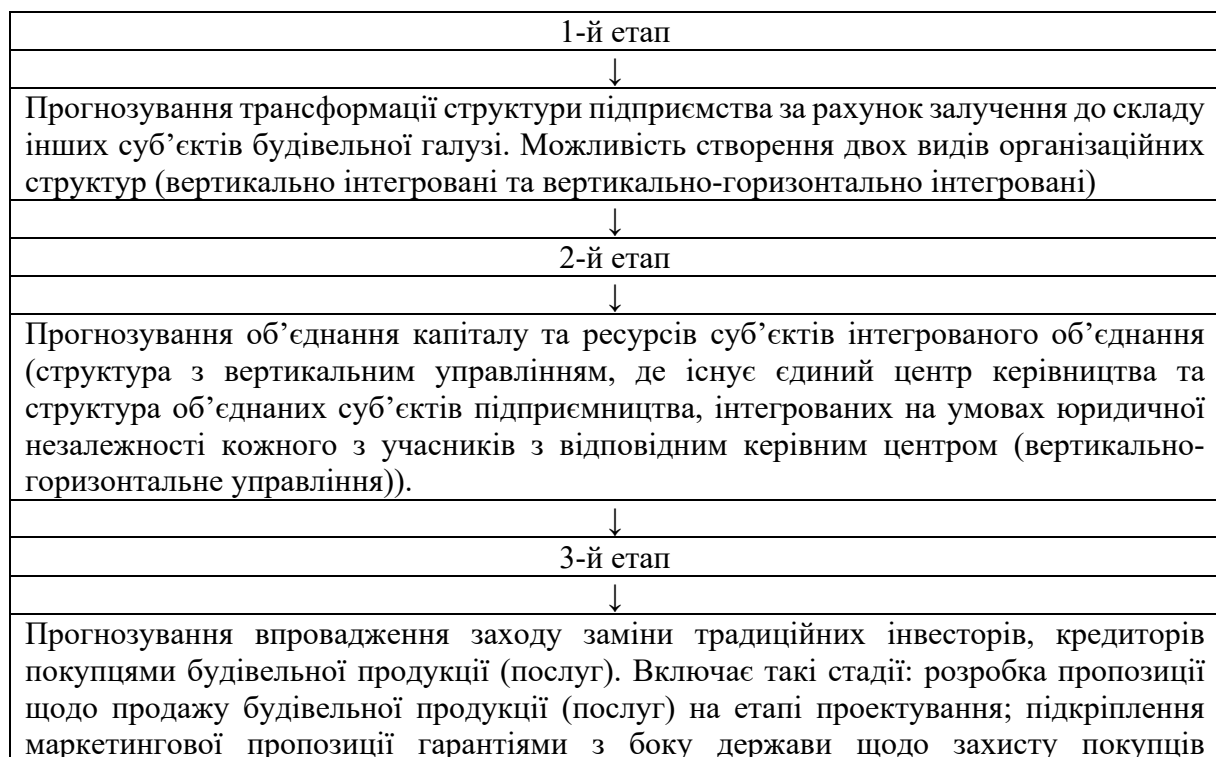 1-й етап
↓
Прогнозування трансформації структури підприємства за рахунок залучення до складу
інших суб’єктів будівельної галузі. Можливість створення двох видів організаційних
структур (вертикально інтегровані та вертикально-горизонтально інтегровані)
↓
2-й етап
↓
Прогнозування об’єднання капіталу та ресурсів суб’єктів інтегрованого об’єднання
(структура з вертикальним управлінням, де існує єдиний центр керівництва та
структура об’єднаних суб’єктів підприємництва, інтегрованих на умовах юридичної
незалежності кожного з учасників з відповідним керівним центром (вертикально-
горизонтальне управління)).
↓
3-й етап
↓
Прогнозування впровадження заходу заміни традиційних інвесторів, кредиторів
покупцями будівельної продукції (послуг). Включає такі стадії: розробка пропозиції
щодо продажу будівельної продукції (послуг) на етапі проектування; підкріплення
маркетингової пропозиції гарантіями з боку держави щодо захисту покупців